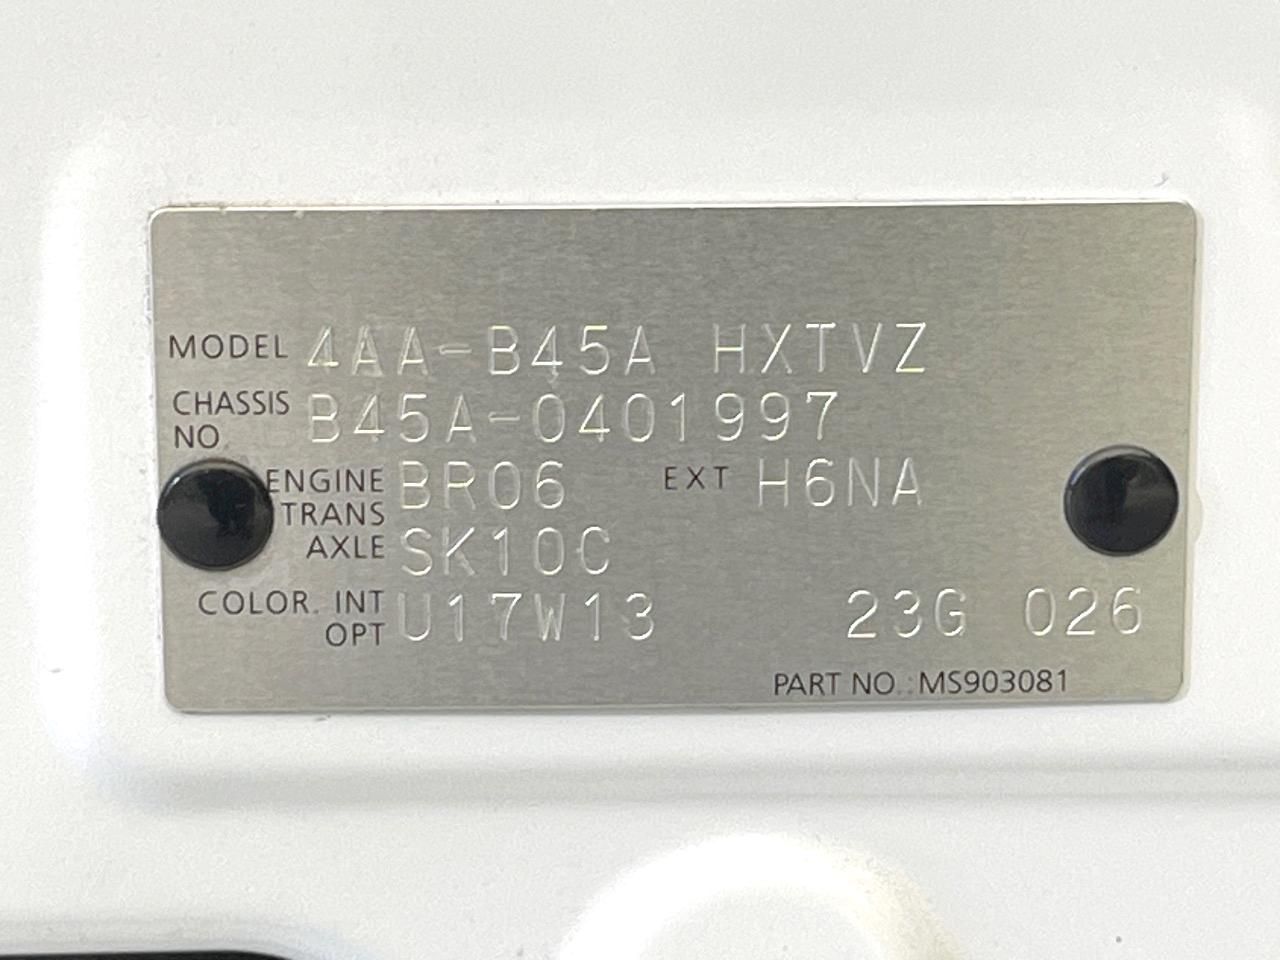 MODEL 4AA-B45A HXTVZ
CHASSIS NO. B45A-0401997
ENGINE BR06 EXT H6NA
TRANS AXLE SK10C
COLOR. INT OPT U17W13 23G 026
PART NO.:MS903081